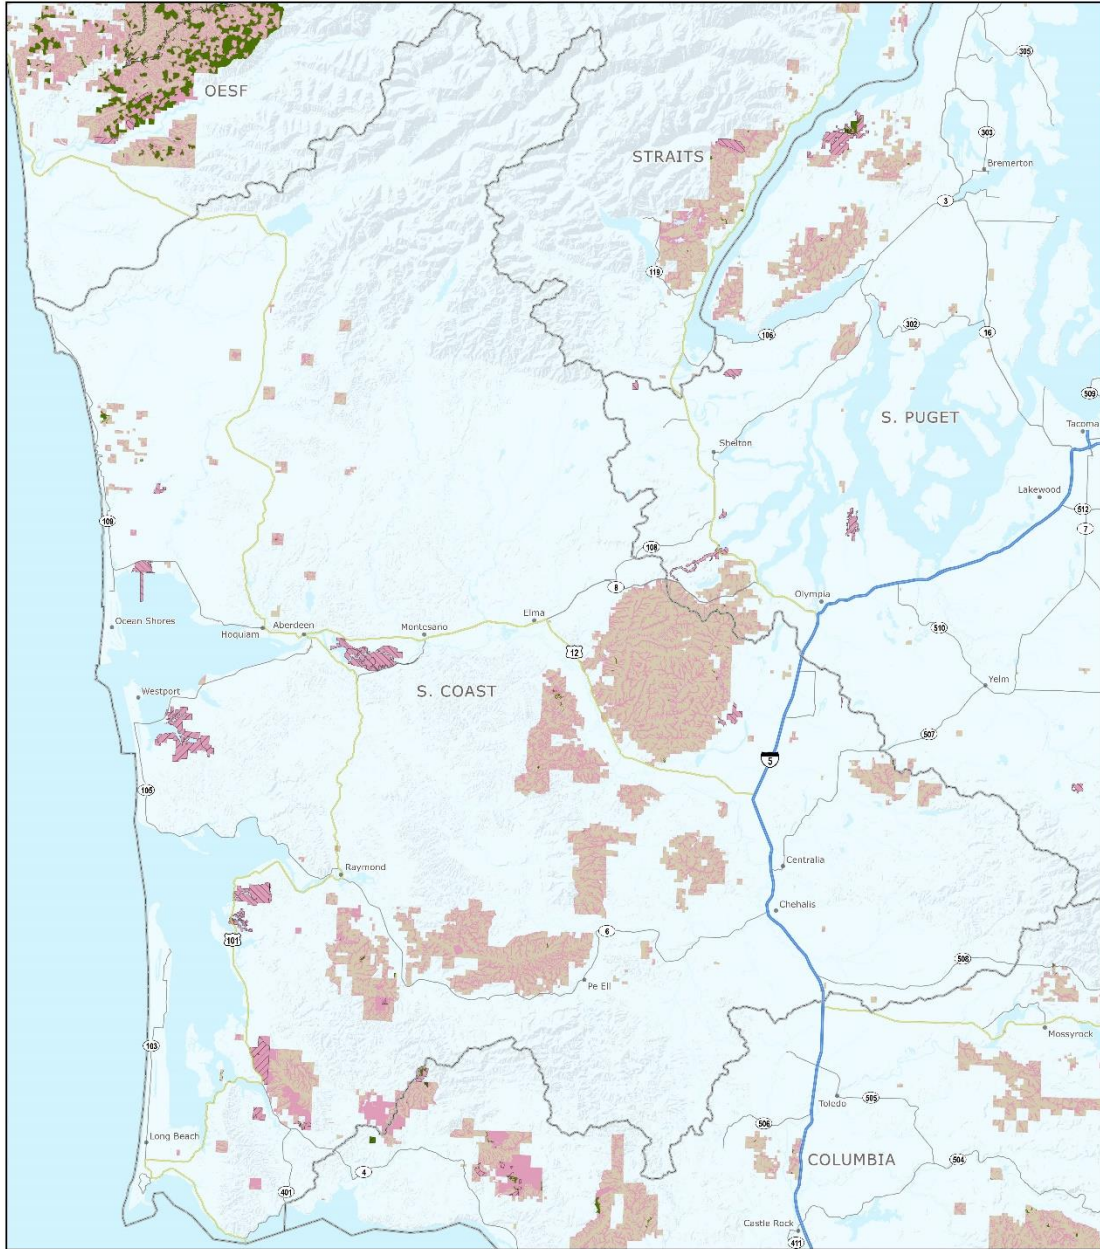 305
OESF
303
STRAITS
Bremerton
3
119
302
106
16
509
S. PUGET
Tacoma
Shelton
Lakewood
512
109
7
108
8
Olympia
Elma
Ocean Shores
Hoquiam
Aberdeen
Montesano
510
12
Yelm
S. COAST
Westport
507
5
105
Centralia
Raymond
Chehalis
6
101
508
Pe Ell
Mossyrock
103
Toledo
505
506
Long Beach
COLUMBIA
504
4
401
Castle Rock
411